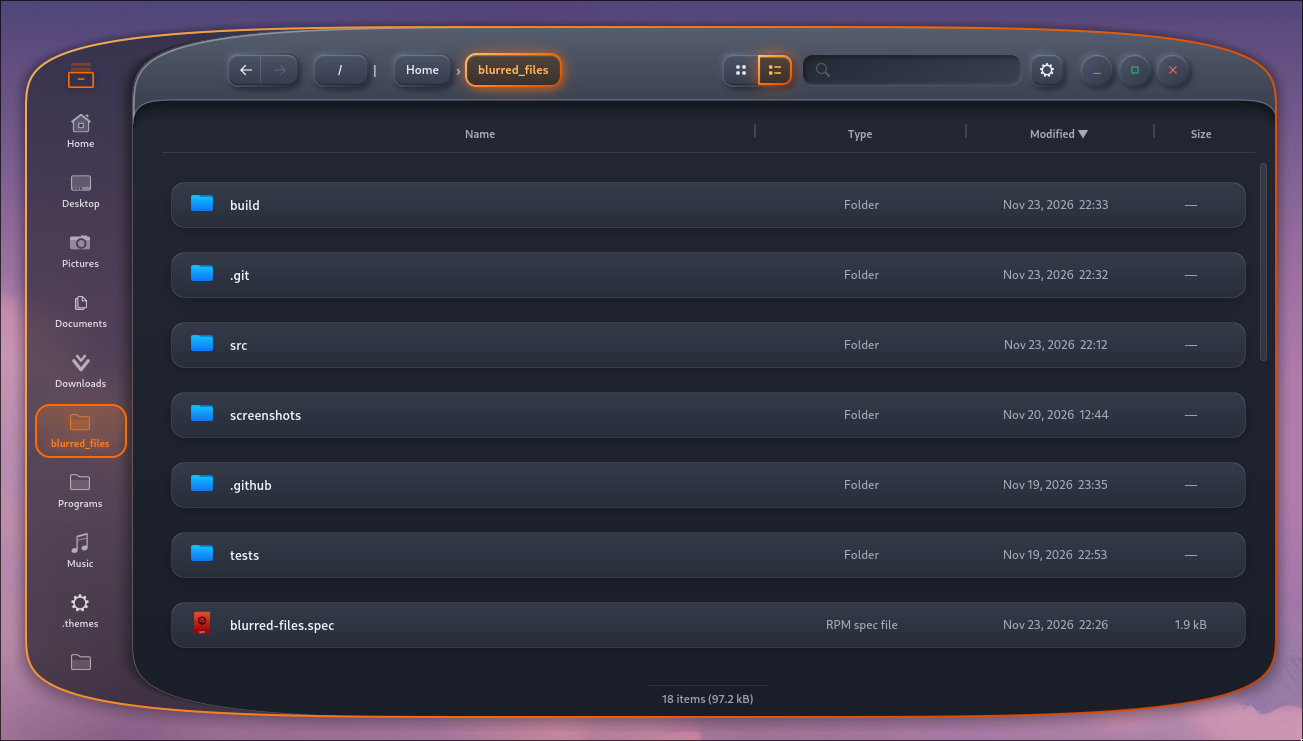 / | Home › blurred_files
Home
Desktop
Pictures
Documents
Downloads
blurred_files
Programs
Music
.themes
Name Type Modified ▼ Size
build Folder Nov 23, 2026 22:33 —
.git Folder Nov 23, 2026 22:32 —
src Folder Nov 23, 2026 22:12 —
screenshots Folder Nov 20, 2026 12:44 —
.github Folder Nov 19, 2026 23:35 —
tests Folder Nov 19, 2026 22:53 —
blurred-files.spec RPM spec file Nov 23, 2026 22:26 1.9 kB
18 items (97.2 kB)